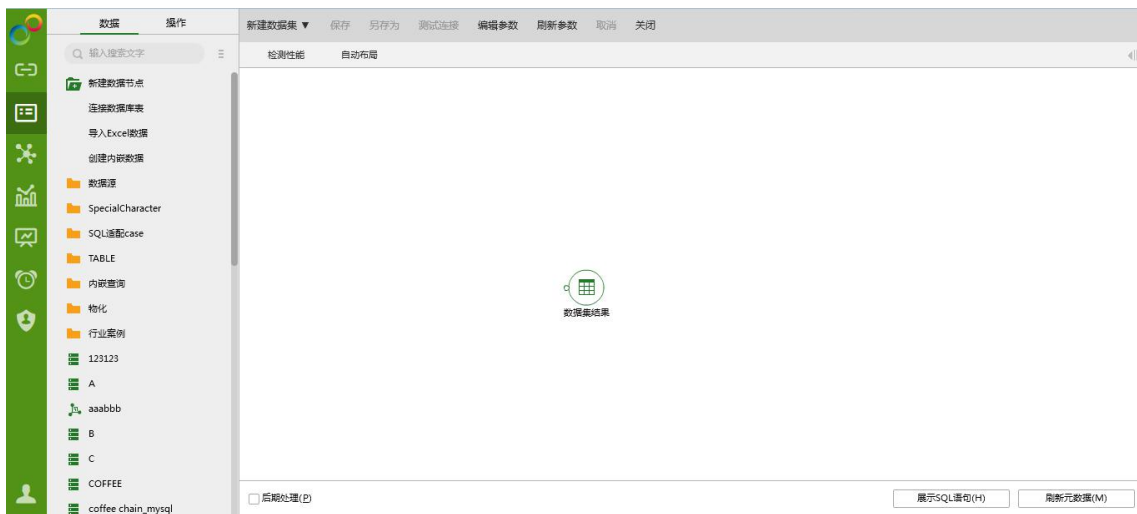 数据 操作
新建数据集 ▼ 保存 另存为 测试连接 编辑参数 刷新参数 取消 关闭
输入搜索文字
检测性能 自动布局
新建数据节点
连接数据库表
导入Excel数据
创建内嵌数据
数据源
SpecialCharacter
SQL适配case
TABLE
内嵌查询
物化
行业案例
123123
A
aaabbb
B
C
COFFEE
coffee chain_mysql
数据集结果
后期处理(P)
展示SQL语句(H)
刷新元数据(M)